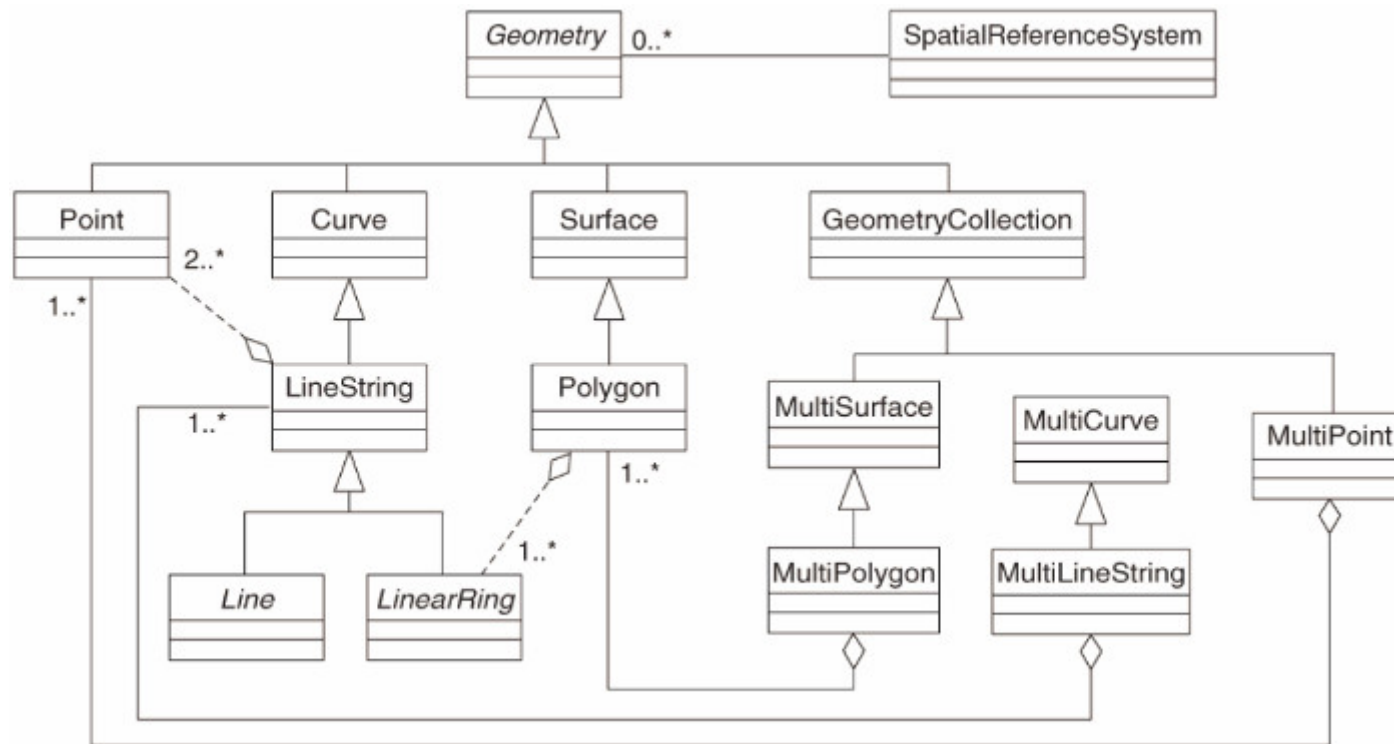 Geometry
0..*
SpatialReferenceSystem
Point
Curve
Surface
GeometryCollection
2..*
1..*
LineString
Polygon
MultiSurface
MultiCurve
MultiPoint
1..*
1..*
1..*
Line
LinearRing
MultiPolygon
MultiLineString